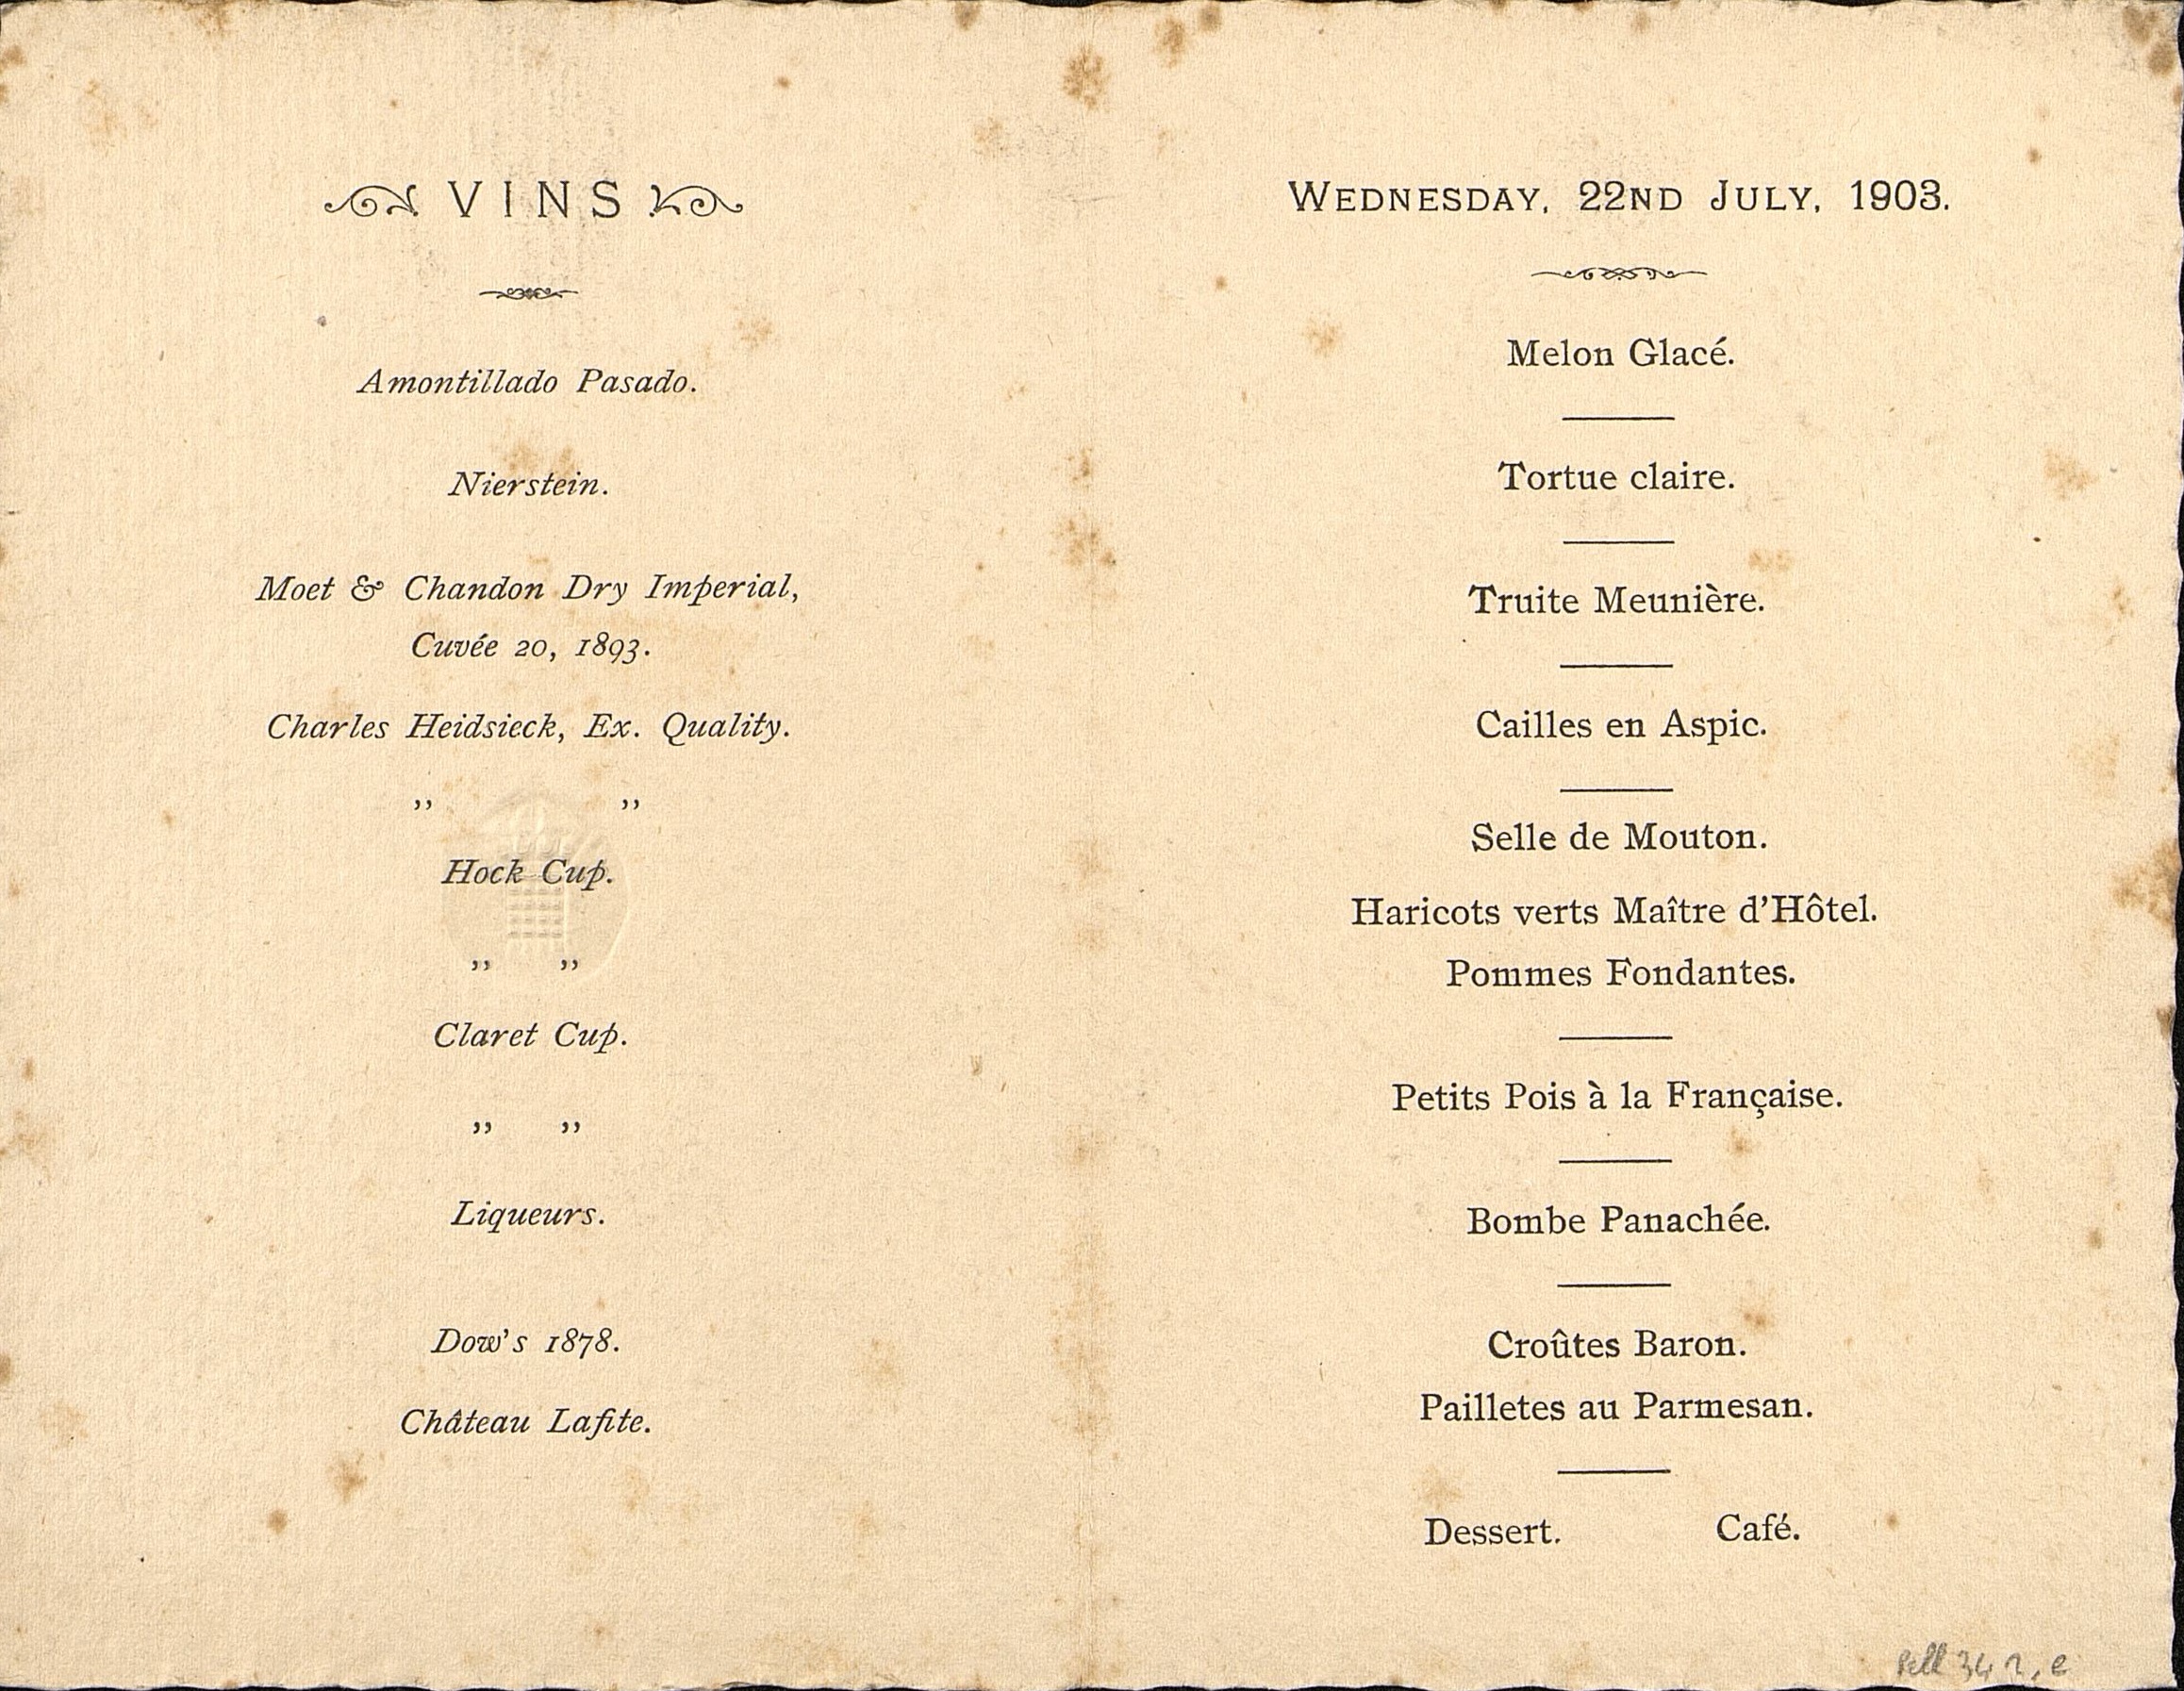 VINS
Amontillado Pasado.
Nierstein.
Moet & Chandon Dry Imperial,
Cuvée 20, 1893.
Charles Heidsieck, Ex. Quality.
„ „
Hock Cup.
„ „
Claret Cup.
„ „
Liqueurs.
Dow's 1878.
Château Lafite.
WEDNESDAY, 22ND JULY, 1903.
Melon Glacé.
Tortue claire.
Truite Meunière.
Cailles en Aspic.
Selle de Mouton.
Haricots verts Maître d'Hôtel.
Pommes Fondantes.
Petits Pois à la Française.
Bombe Panachée.
Croûtes Baron.
Pailletes au Parmesan.
Dessert. Café.